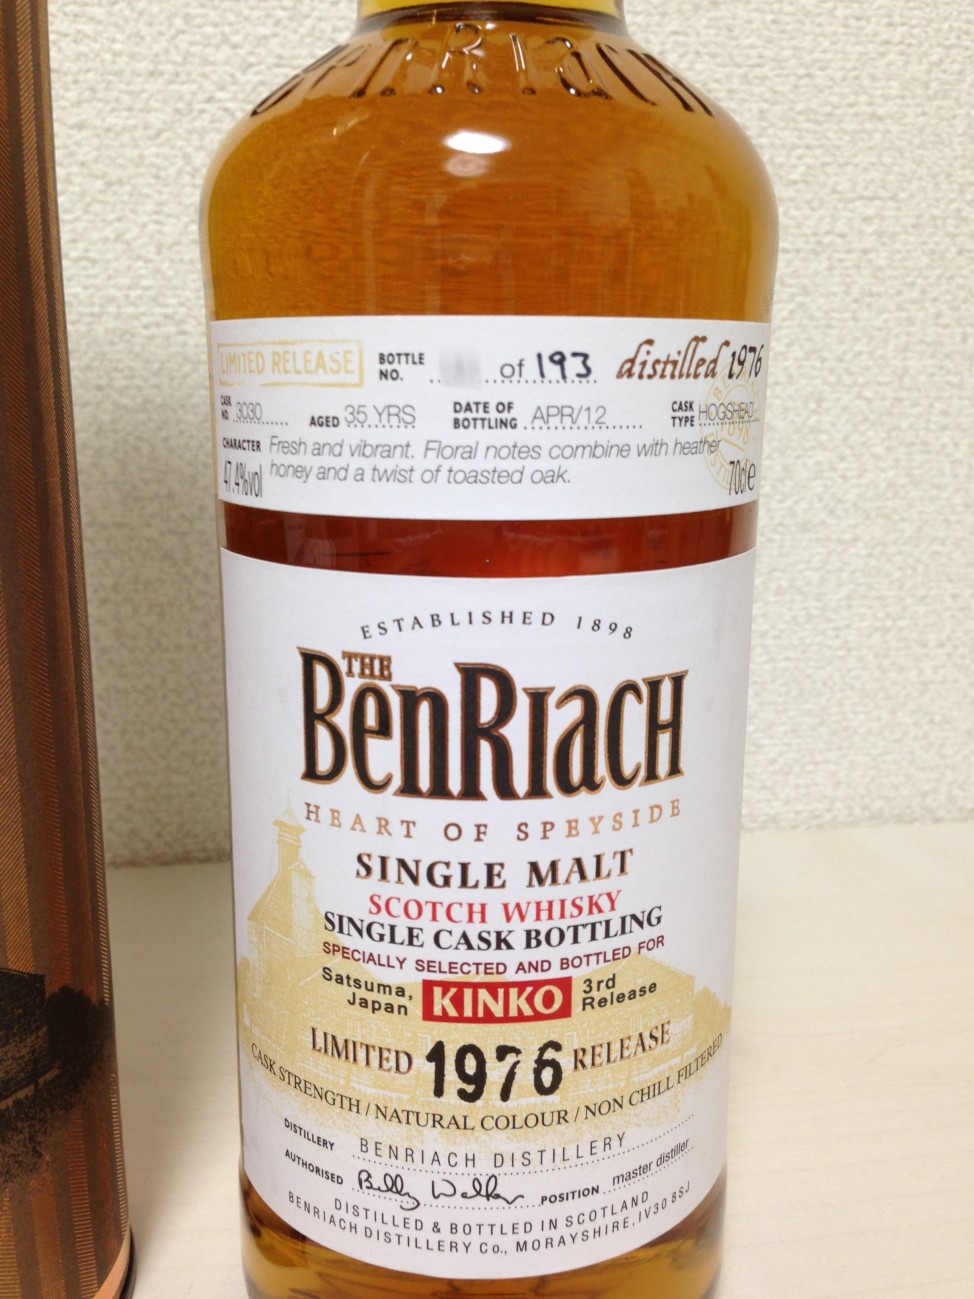 BenRiach
LIMITED RELEASE BOTTLE NO. of 193 distilled 1976
CASK NO. 3030 AGED 35 YRS DATE OF BOTTLING APR/12 CASK TYPE HOGSHEAD
CHARACTER Fresh and vibrant. Floral notes combine with heather
47.4%vol honey and a twist of toasted oak. 70cl e
ESTABLISHED 1898
THE
BenRiach
HEART OF SPEYSIDE
SINGLE MALT
SCOTCH WHISKY
SINGLE CASK BOTTLING
SPECIALLY SELECTED AND BOTTLED FOR
Satsuma, Japan KINKO 3rd Release
LIMITED 1976 RELEASE
CASK STRENGTH / NATURAL COLOUR / NON CHILL FILTERED
DISTILLERY BENRIACH DISTILLERY
AUTHORISED Billy Walker POSITION master distiller
DISTILLED & BOTTLED IN SCOTLAND
BENRIACH DISTILLERY Co., MORAYSHIRE, IV30 8SJ